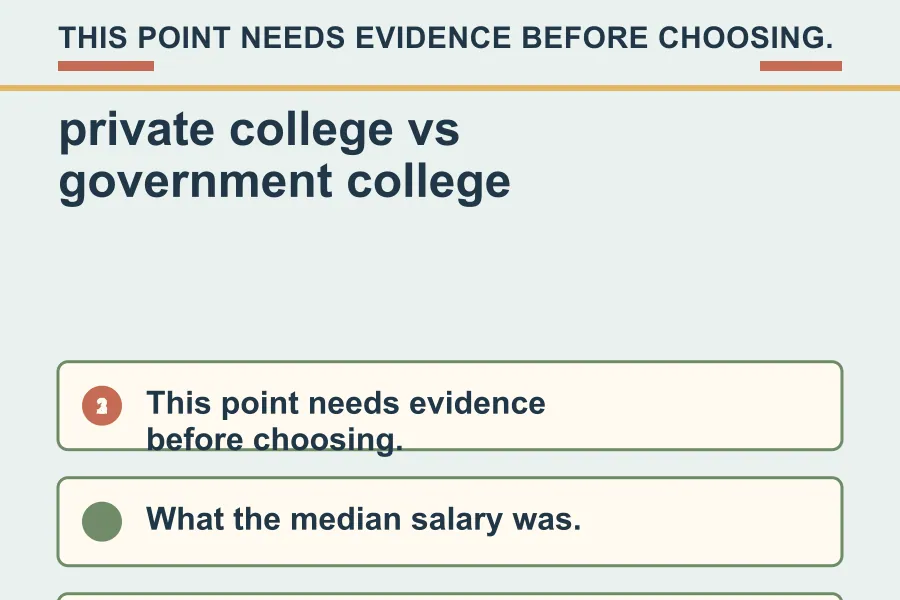 THIS POINT NEEDS EVIDENCE BEFORE CHOOSING.
private college vs
government college
This point needs evidence
before choosing.
What the median salary was.